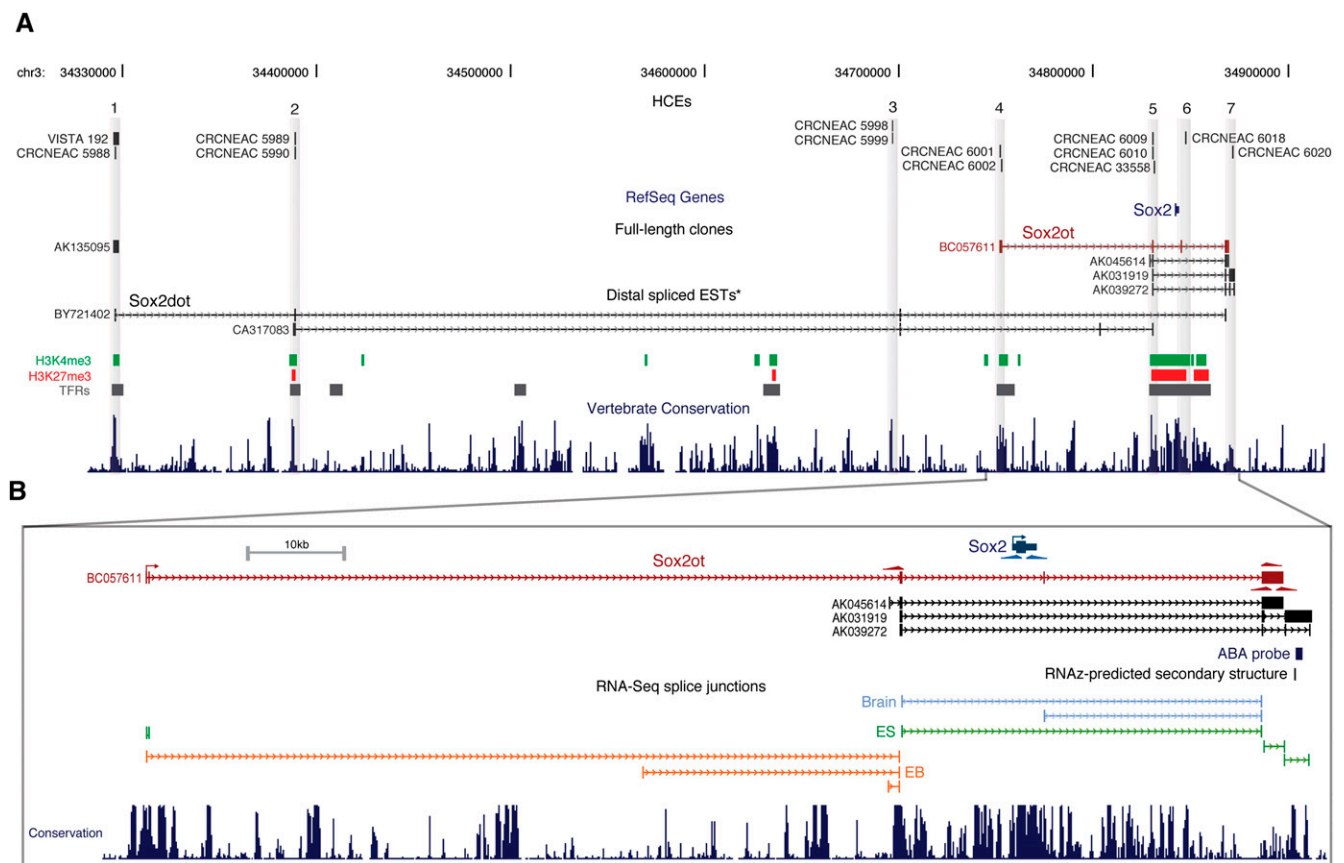 A
chr3: 34330000 34400000 34500000 34600000 34700000 34800000 34900000
HCEs
1 2 3 4 5 6 7
VISTA 192
CRCNEAC 5988
CRCNEAC 5989
CRCNEAC 5990
CRCNEAC 5998
CRCNEAC 5999
CRCNEAC 6001
CRCNEAC 6002
CRCNEAC 6009
CRCNEAC 6010
CRCNEAC 33558
CRCNEAC 6018
CRCNEAC 6020
RefSeq Genes
Sox2
Full-length clones
AK135095
BC057611
Sox2ot
AK045614
AK031919
AK039272
Distal spliced ESTs*
Sox2dot
BY721402
CA317083
H3K4me3
H3K27me3
TFRs
Vertebrate Conservation
B
10kb
Sox2
BC057611
Sox2ot
AK045614
AK031919
AK039272
ABA probe
RNAz-predicted secondary structure
RNA-Seq splice junctions
Brain
ES
EB
Conservation